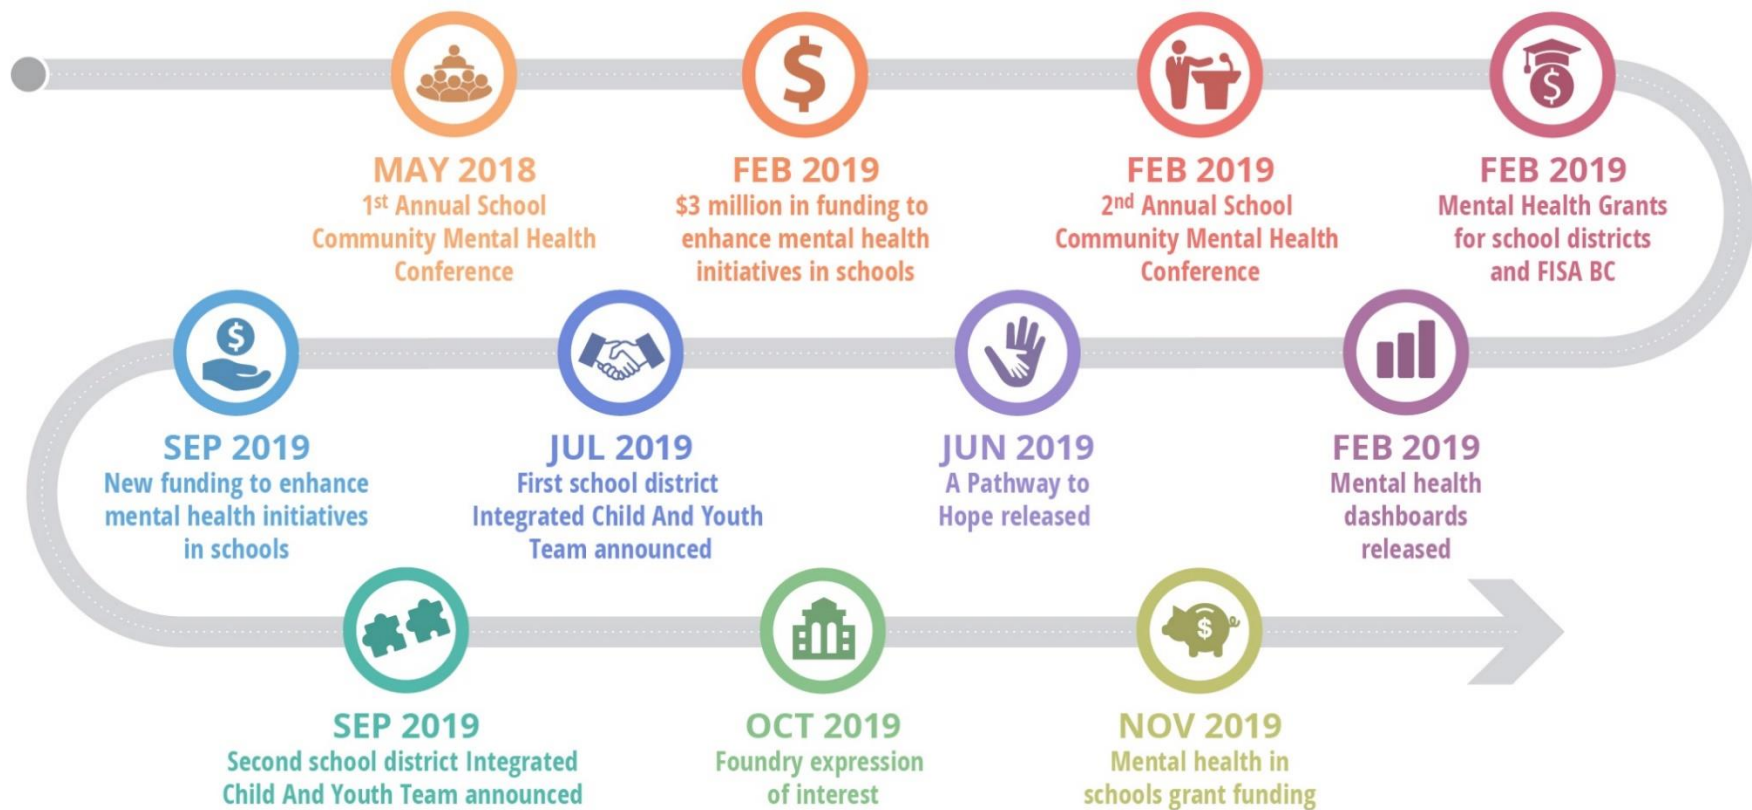 MAY 2018
1st Annual School
Community Mental Health
Conference
FEB 2019
$3 million in funding to
enhance mental health
initiatives in schools
FEB 2019
2nd Annual School
Community Mental Health
Conference
FEB 2019
Mental Health Grants
for school districts
and FISA BC
FEB 2019
Mental health
dashboards
released
JUN 2019
A Pathway to
Hope released
JUL 2019
First school district
Integrated Child And Youth
Team announced
SEP 2019
New funding to enhance
mental health initiatives
in schools
SEP 2019
Second school district Integrated
Child And Youth Team announced
OCT 2019
Foundry expression
of interest
NOV 2019
Mental health in
schools grant funding